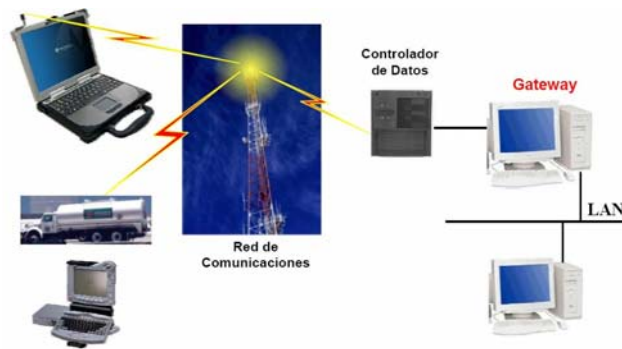 Controlador
de Datos
Gateway
LAN
Red de
Comunicaciones